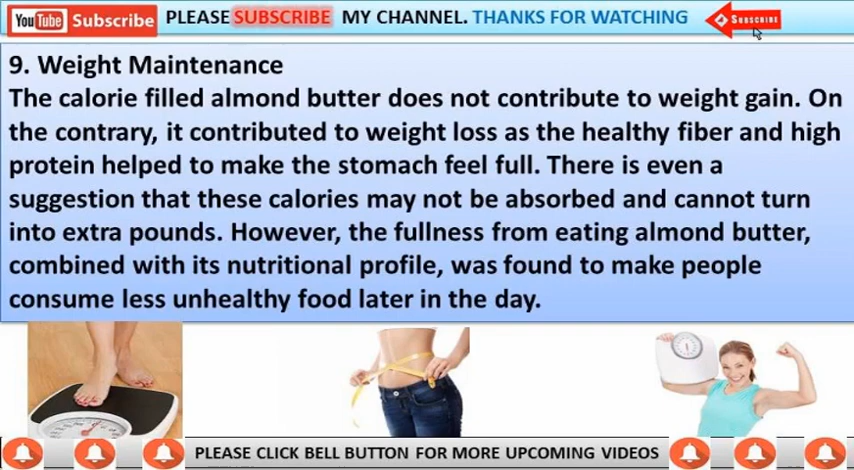 YouTube Subscribe PLEASE SUBSCRIBE MY CHANNEL. THANKS FOR WATCHING SUBSCRIBE
9. Weight Maintenance
The calorie filled almond butter does not contribute to weight gain. On
the contrary, it contributed to weight loss as the healthy fiber and high
protein helped to make the stomach feel full. There is even a
suggestion that these calories may not be absorbed and cannot turn
into extra pounds. However, the fullness from eating almond butter,
combined with its nutritional profile, was found to make people
consume less unhealthy food later in the day.
PLEASE CLICK BELL BUTTON FOR MORE UPCOMING VIDEOS